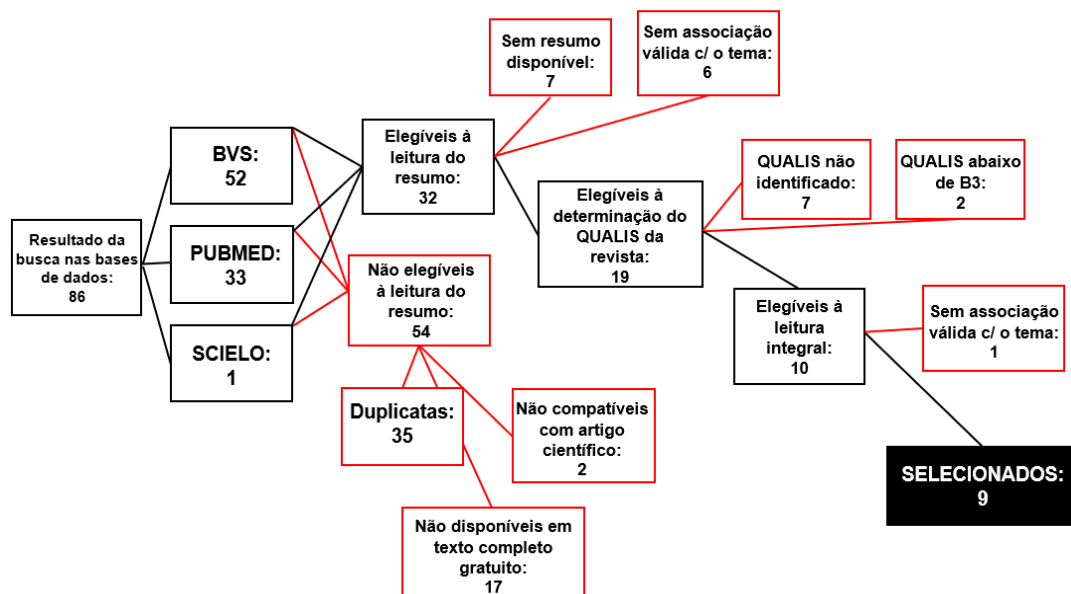 Resultado da
busca nas bases
de dados:
86
BVS:
52
PUBMED:
33
SCIELO:
1
Elegíveis à
leitura do
resumo:
32
Não elegíveis
à leitura do
resumo:
54
Duplicatas:
35
Não compatíveis
com artigo
científico:
2
Não disponíveis em
texto completo
gratuito:
17
Sem resumo
disponível:
7
Sem associação
válida c/ o tema:
6
Elegíveis à
determinação do
QUALIS da
revista:
19
QUALIS não
identificado:
7
QUALIS abaixo
de B3:
2
Elegíveis à
leitura
integral:
10
Sem associação
válida c/ o tema:
1
SELECIONADOS:
9